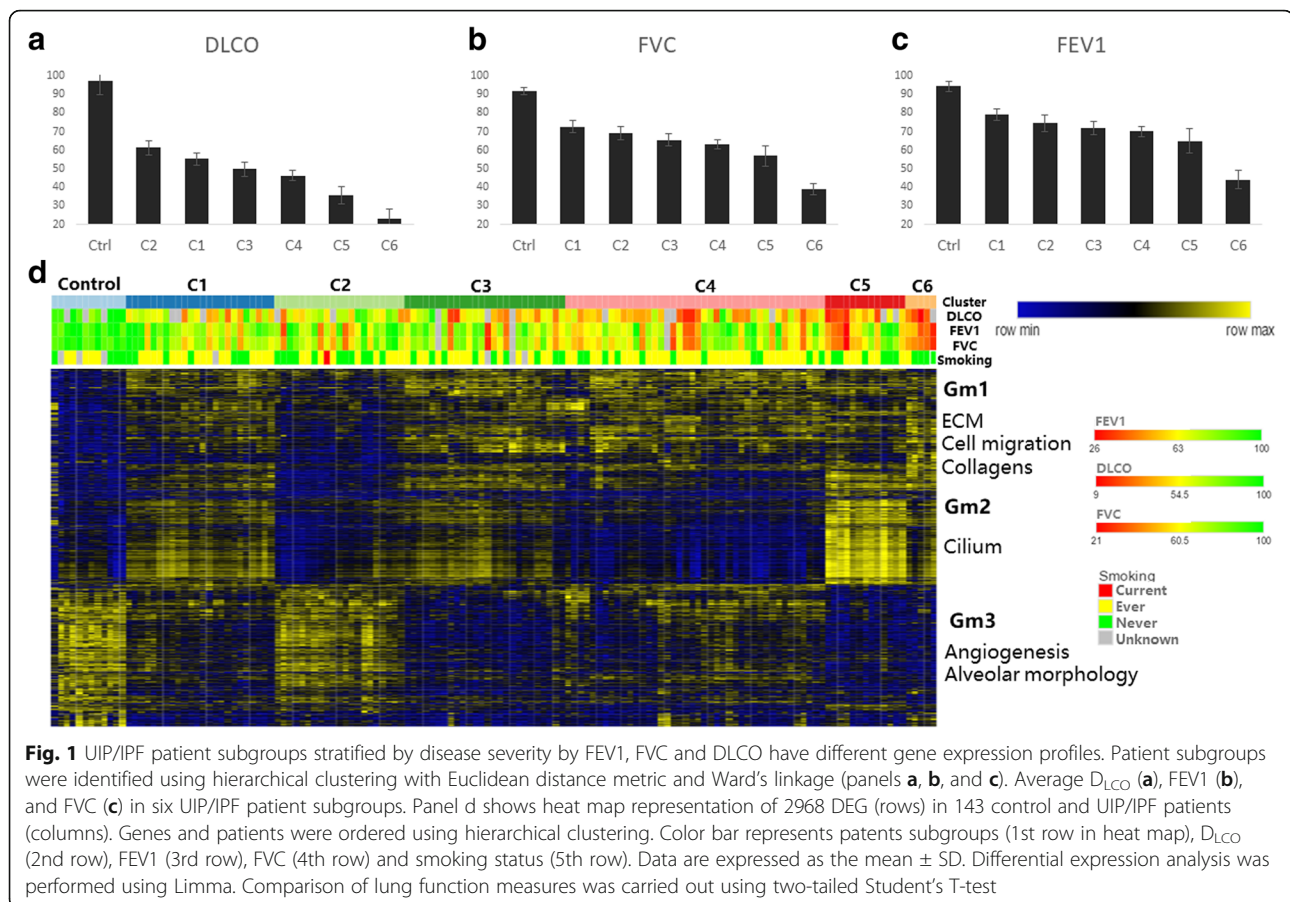 a
DLCO
100
90
80
70
60
50
40
30
20
Ctrl C2 C1 C3 C4 C5 C6
b
FVC
100
90
80
70
60
50
40
30
20
Ctrl C1 C2 C3 C4 C5 C6
c
FEV1
100
90
80
70
60
50
40
30
20
Ctrl C1 C2 C3 C4 C5 C6
d
Control C1 C2 C3 C4 C5 C6
Cluster
DLCO
FEV1
FVC
Smoking
row min row max
Gm1
ECM
Cell migration
Collagens
Gm2
Cilium
Gm3
Angiogenesis
Alveolar morphology
FEV1
26 63 100
DLCO
9 54.5 100
FVC
21 60.5 100
Smoking
Current
Ever
Never
Unknown
Fig. 1 UIP/IPF patient subgroups stratified by disease severity by FEV1, FVC and DLCO have different gene expression profiles. Patient subgroups
were identified using hierarchical clustering with Euclidean distance metric and Ward's linkage (panels a, b, and c). Average DLCO (a), FEV1 (b),
and FVC (c) in six UIP/IPF patient subgroups. Panel d shows heat map representation of 2968 DEG (rows) in 143 control and UIP/IPF patients
(columns). Genes and patients were ordered using hierarchical clustering. Color bar represents patents subgroups (1st row in heat map), DLCO
(2nd row), FEV1 (3rd row), FVC (4th row) and smoking status (5th row). Data are expressed as the mean ± SD. Differential expression analysis was
performed using Limma. Comparison of lung function measures was carried out using two-tailed Student's T-test